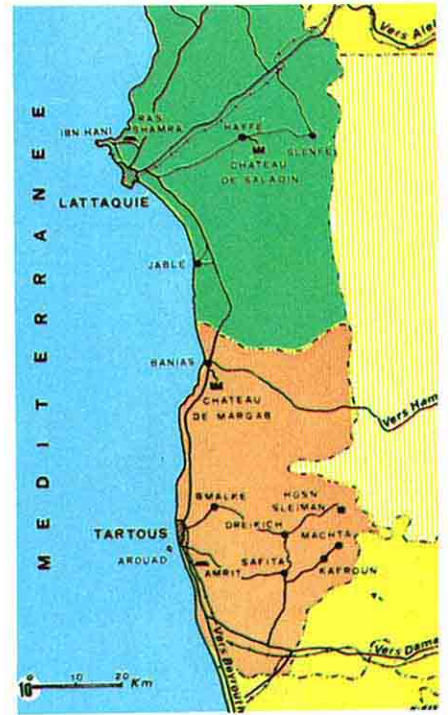 Vers Alep
MEDITERRANEE
RAS
SHAMRA
IBN HANI
HAFFE
SLENFE
CHATEAU
DE SALADIN
LATTAQUIE
JABLE
BANIAS
CHATEAU
DE MARGAB
Vers Ham
BMALKE
HOSN
SLEIMAN
DREIKICH
TARTOUS
MACHTA
AROUAD
SAFITA
AMRIT
KAFROUN
Vers Dama
Vers Beyrouth
0 10 20 Km
10